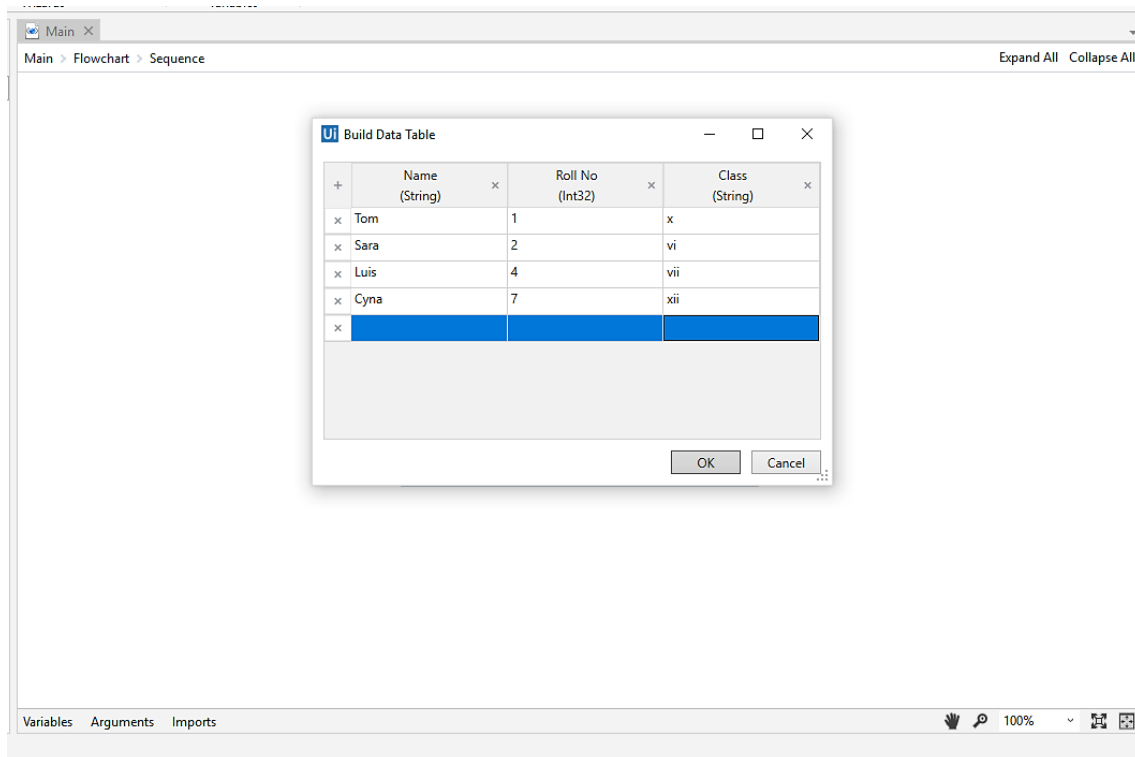 Main
Main > Flowchart > Sequence Expand All Collapse All
Ui Build Data Table
Name Roll No Class
(String) (Int32) (String)
Tom 1 x
Sara 2 vi
Luis 4 vii
Cyna 7 xii
OK Cancel
Variables Arguments Imports 100%